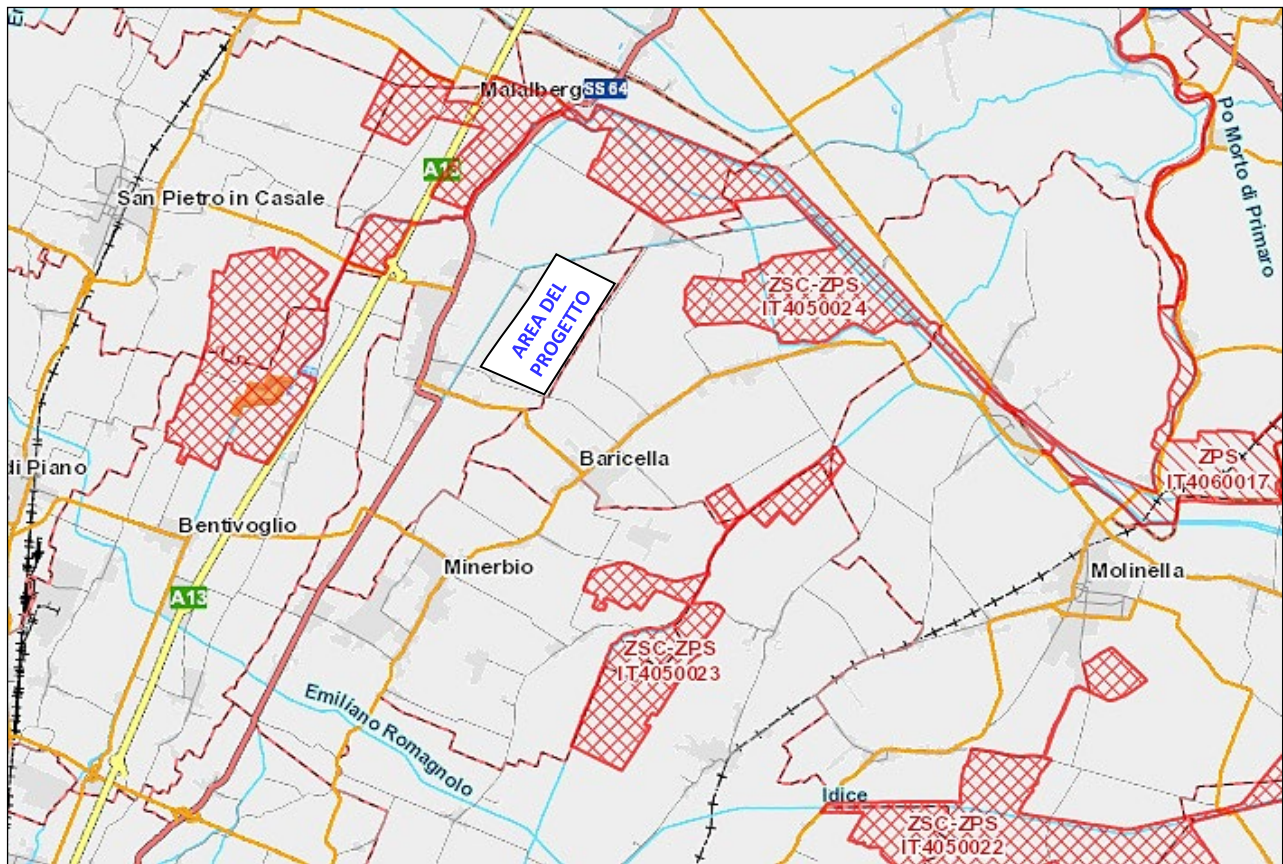 Malalberg
SS 64
A13
San Pietro in Casale
Po Morto di Primaro
AREA DEL
PROGETTO
ZSC-ZPS
IT4050024
Baricella
ZPS
IT4060017
di Piano
Bentivoglio
Minerbio
Molinella
A13
ZSC-ZPS
IT4050023
Emiliano Romagnolo
Idice
ZSC-ZPS
IT4050022